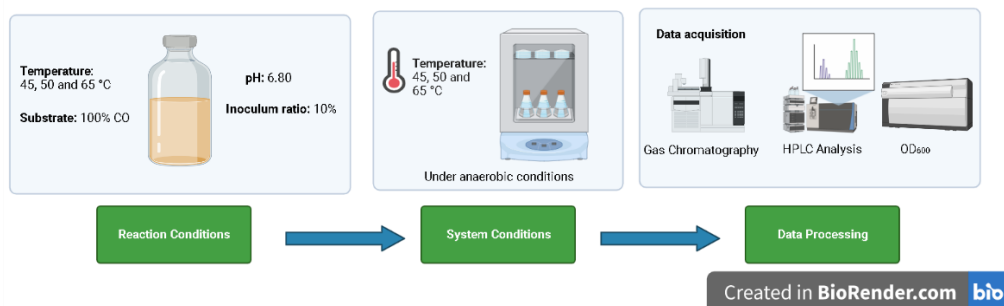 Temperature:
45, 50 and 65 °C
Substrate: 100% CO
pH: 6.80
Inoculum ratio: 10%
Temperature:
45, 50 and
65 °C
Under anaerobic conditions
Data acquisition
Gas Chromatography
HPLC Analysis
OD₆₀₀
Reaction Conditions
System Conditions
Data Processing
Created in BioRender.com bio